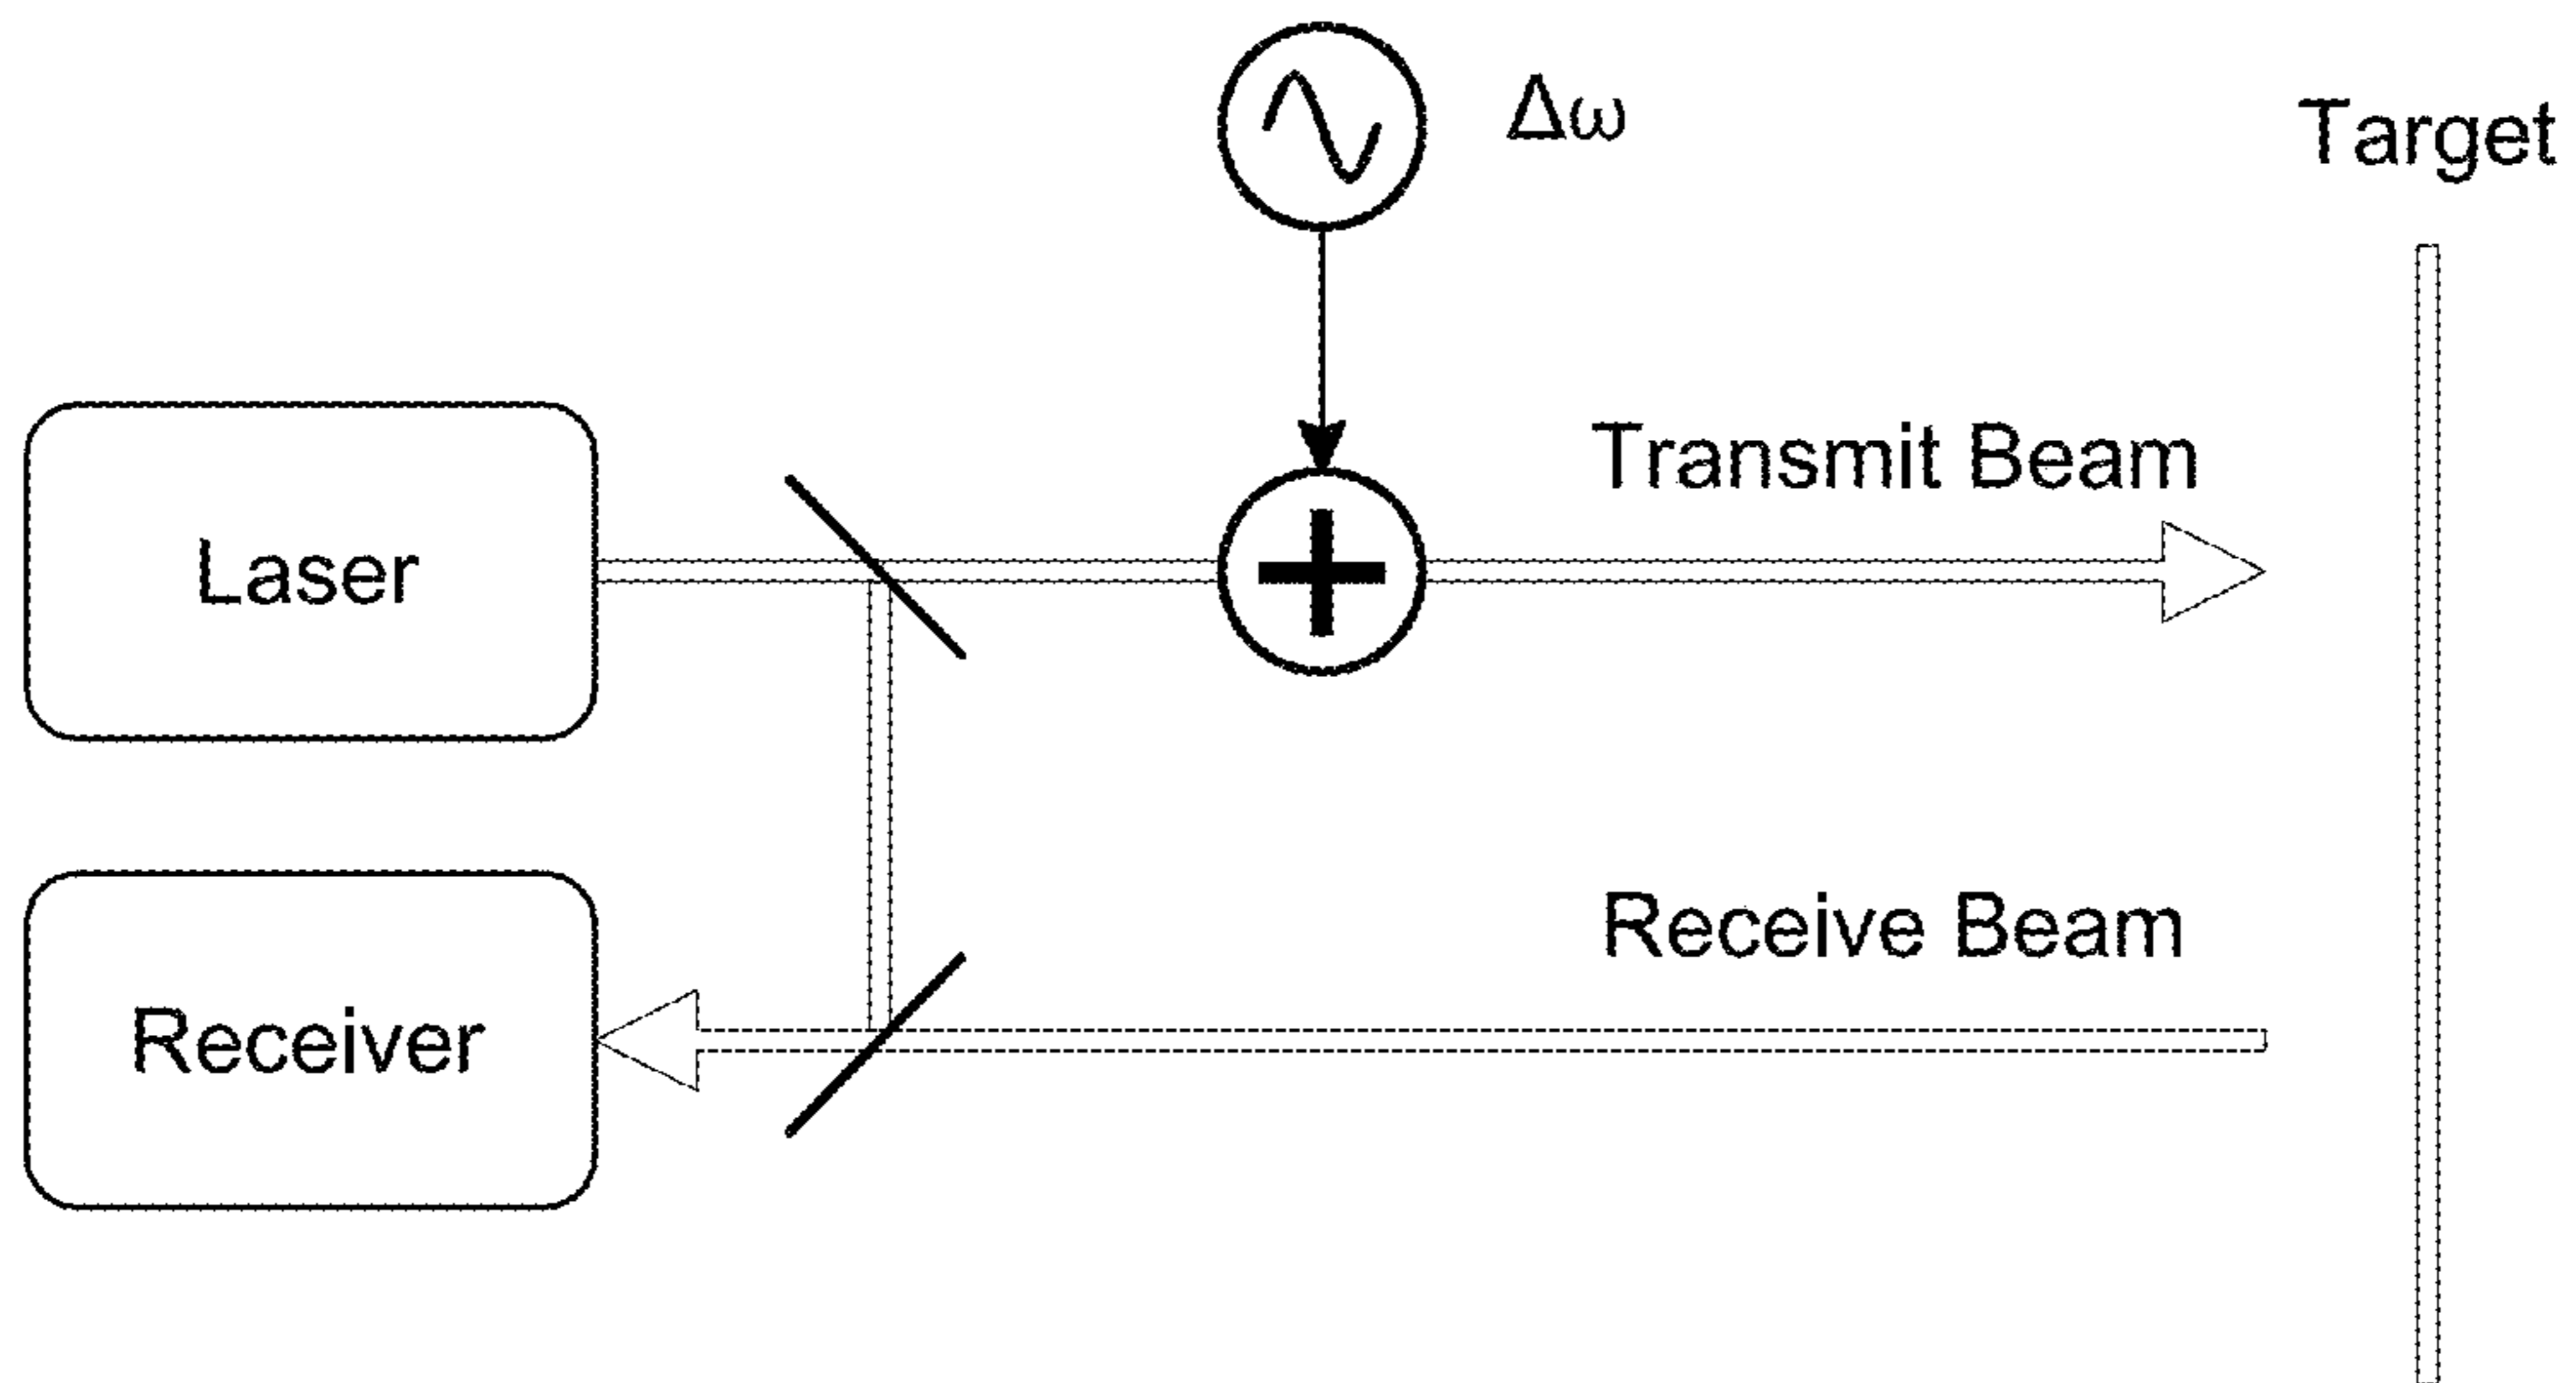 Δω
Target
Transmit Beam
Laser
Receive Beam
Receiver